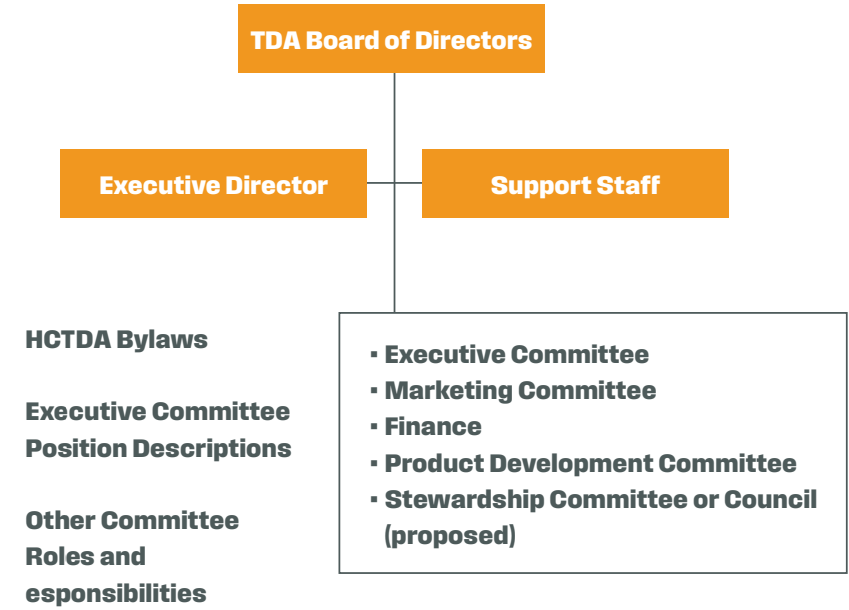 TDA Board of Directors
Executive Director
Support Staff
HCTDA Bylaws
Executive Committee
Position Descriptions
Other Committee
Roles and
esponsibilities
▪ Executive Committee
▪ Marketing Committee
▪ Finance
▪ Product Development Committee
▪ Stewardship Committee or Council
(proposed)